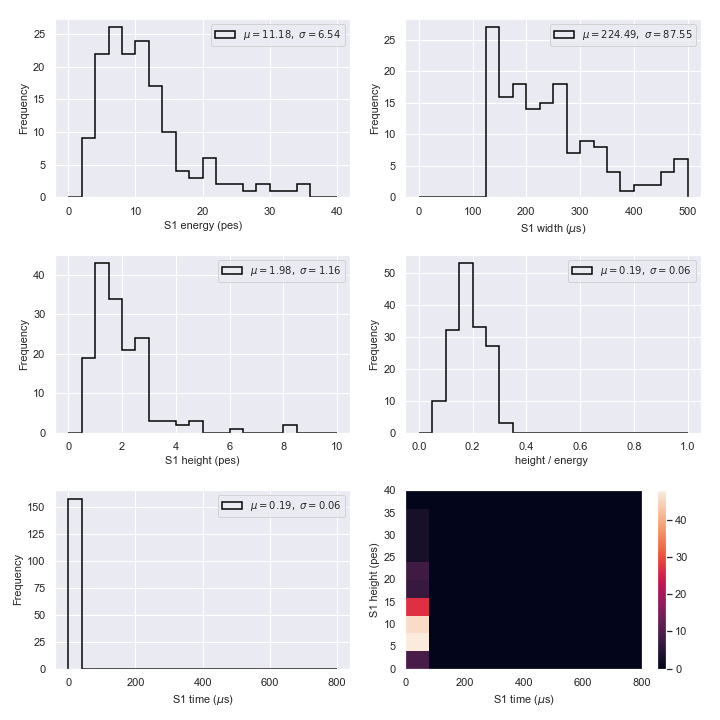 μ = 11.18, σ = 6.54
Frequency
25
20
15
10
5
0
0 10 20 30 40
S1 energy (pes)
μ = 224.49, σ = 87.55
Frequency
25
20
15
10
5
0
0 100 200 300 400 500
S1 width (μs)
μ = 1.98, σ = 1.16
Frequency
40
30
20
10
0
0 2 4 6 8 10
S1 height (pes)
μ = 0.19, σ = 0.06
Frequency
50
40
30
20
10
0
0.0 0.2 0.4 0.6 0.8 1.0
height / energy
μ = 0.19, σ = 0.06
Frequency
150
125
100
75
50
25
0
0 200 400 600 800
S1 time (μs)
S1 height (pes)
40
35
30
25
20
15
10
5
0
0 200 400 600 800
S1 time (μs)
40
30
20
10
0